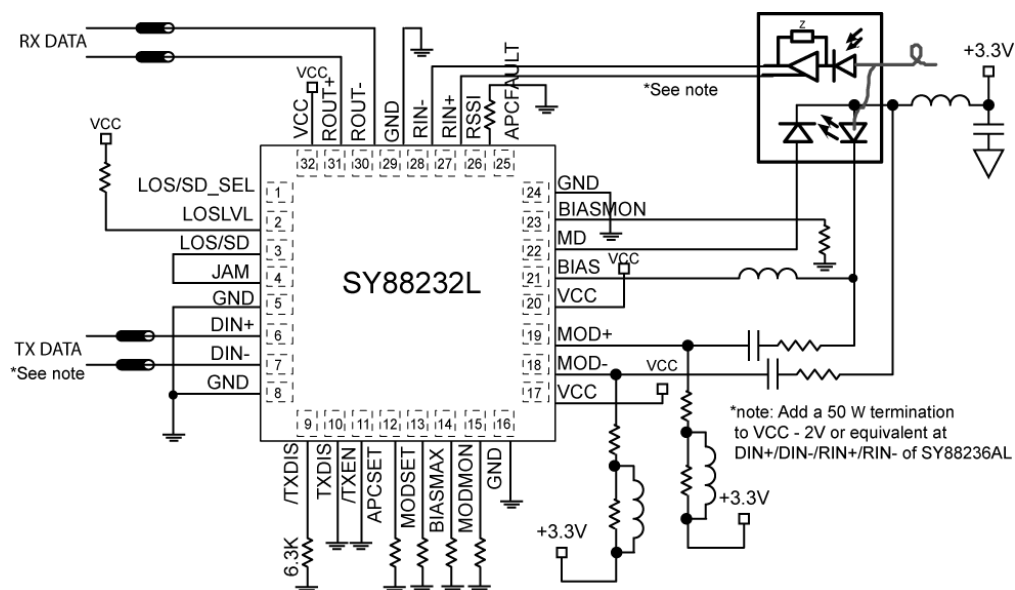 RX DATA
VCC
VCC
ROUT+
ROUT-
GND
RIN-
RIN+
RSSI
APCFAULT
*See note
Z
+3.3V
VCC
32
31
30
29
28
27
26
25
LOS/SD_SEL
1
LOSLVL
2
LOS/SD
3
JAM
4
GND
5
DIN+
6
DIN-
7
GND
8
TX DATA
*See note
SY88232L
24
GND
23
BIASMON
22
MD
21
BIAS
VCC
20
VCC
19
MOD+
18
MOD-
VCC
17
VCC
9
10
11
12
13
14
15
16
/TXDIS
TXDIS
/TXEN
APCSET
MODSET
BIASMAX
MODMON
GND
6.3K
*note: Add a 50 W termination
to VCC - 2V or equivalent at
DIN+/DIN-/RIN+/RIN- of SY88236AL
+3.3V
+3.3V